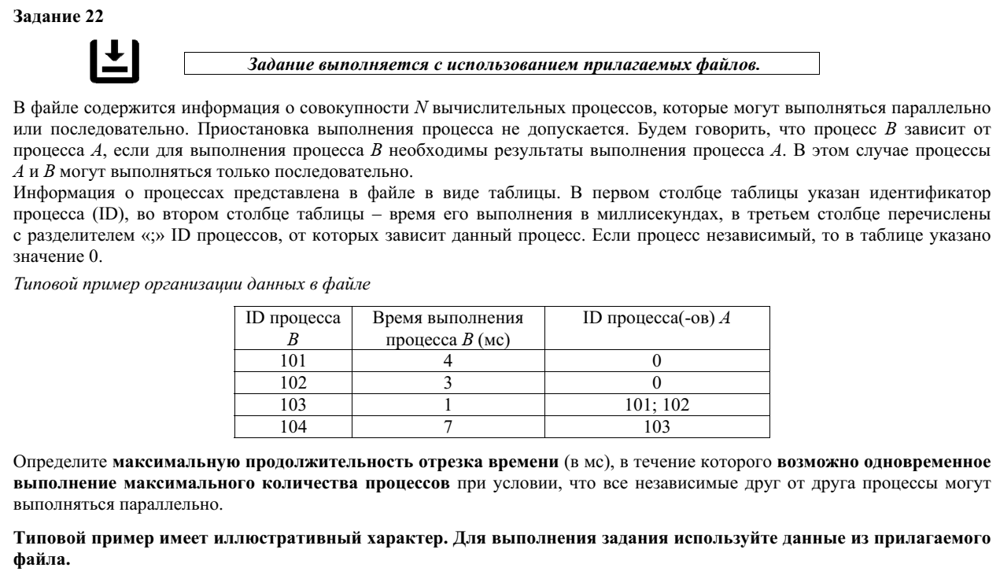 Задание 22
Задание выполняется с использованием прилагаемых файлов.
В файле содержится информация о совокупности N вычислительных процессов, которые могут выполняться параллельно
или последовательно. Приостановка выполнения процесса не допускается. Будем говорить, что процесс B зависит от
процесса A, если для выполнения процесса B необходимы результаты выполнения процесса A. В этом случае процессы
A и B могут выполняться только последовательно.
Информация о процессах представлена в файле в виде таблицы. В первом столбце таблицы указан идентификатор
процесса (ID), во втором столбце таблицы – время его выполнения в миллисекундах, в третьем столбце перечислены
с разделителем «;» ID процессов, от которых зависит данный процесс. Если процесс независимый, то в таблице указано
значение 0.
Типовой пример организации данных в файле
ID процесса B | Время выполнения процесса B (мс) | ID процесса(-ов) A
101 | 4 | 0
102 | 3 | 0
103 | 1 | 101; 102
104 | 7 | 103
Определите максимальную продолжительность отрезка времени (в мс), в течение которого возможно одновременное
выполнение максимального количества процессов при условии, что все независимые друг от друга процессы могут
выполняться параллельно.
Типовой пример имеет иллюстративный характер. Для выполнения задания используйте данные из прилагаемого
файла.